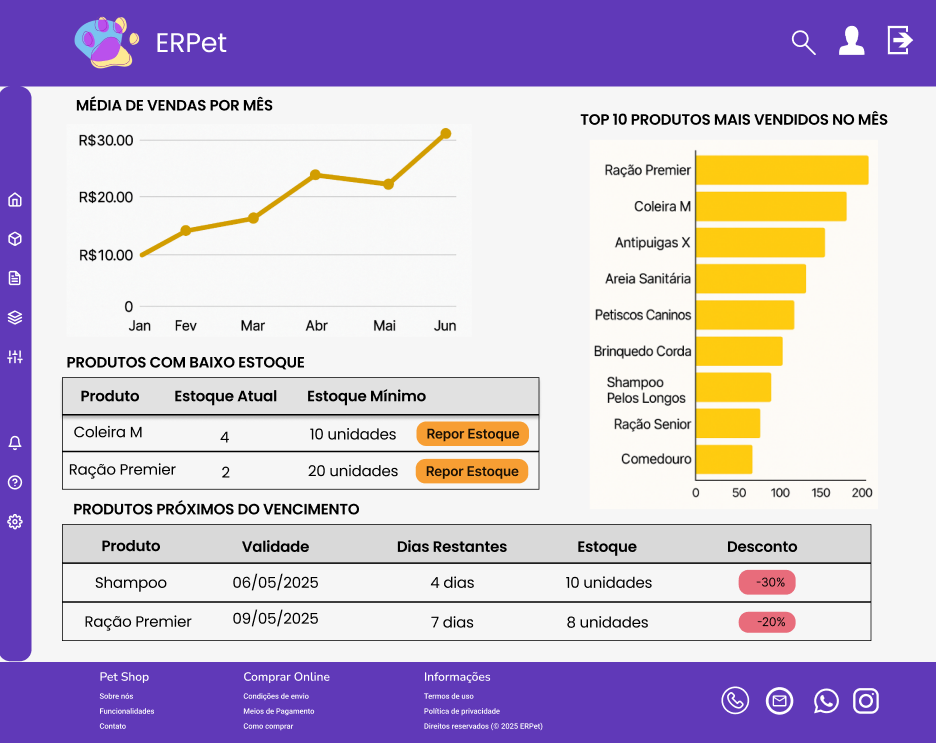 ERPet
MÉDIA DE VENDAS POR MÊS
R$30.00
R$20.00
R$10.00
0
Jan Fev Mar Abr Mai Jun
TOP 10 PRODUTOS MAIS VENDIDOS NO MÊS
Ração Premier
Coleira M
Antipuigas X
Areia Sanitária
Petiscos Caninos
Brinquedo Corda
Shampoo
Pelos Longos
Ração Senior
Comedouro
0 50 100 150 200
PRODUTOS COM BAIXO ESTOQUE
Produto Estoque Atual Estoque Mínimo
Coleira M 4 10 unidades Repor Estoque
Ração Premier 2 20 unidades Repor Estoque
PRODUTOS PRÓXIMOS DO VENCIMENTO
Produto Validade Dias Restantes Estoque Desconto
Shampoo 06/05/2025 4 dias 10 unidades -30%
Ração Premier 09/05/2025 7 dias 8 unidades -20%
Pet Shop
Sobre nós
Funcionalidades
Contato
Comprar Online
Condições de envio
Meios de Pagamento
Como comprar
Informações
Termos de uso
Política de privacidade
Direitos reservados (© 2025 ERPet)